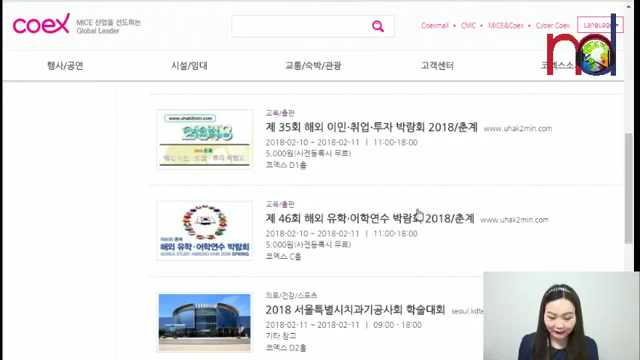 coex MICE 산업을 선도하는
Global Leader
Coexmall CMC MICE&Coex Cyber Coex Language
nd
행사/공연 시설/임대 교통/숙박/관광 고객센터 코엑스소
교육/출판
www.uhak2min.com
제 35회 해외 이민·취업·투자 박람회 2018/춘계 www.uhak2min.com
2018-02-10 ~ 2018-02-11 | 11:00-18:00
5,000원(사전등록시 무료)
코엑스 D1홀
교육/출판
제 46회 해외 유학·어학연수 박람회 2018/춘계 www.uhak2min.com
해외 유학·어학연수 박람회
KOREA STUDY ABROAD FAIR 2018 SPRING
2018-02-10 ~ 2018-02-11 | 11:00-18:00
5,000원(사전등록시 무료)
코엑스 C홀
의료/건강/스포츠
2018 서울특별시치과기공사회 학술대회 seoul.kdte
2018-02-11 ~ 2018-02-11 | 09:00 - 18:00
기타 참고
코엑스 D2홀